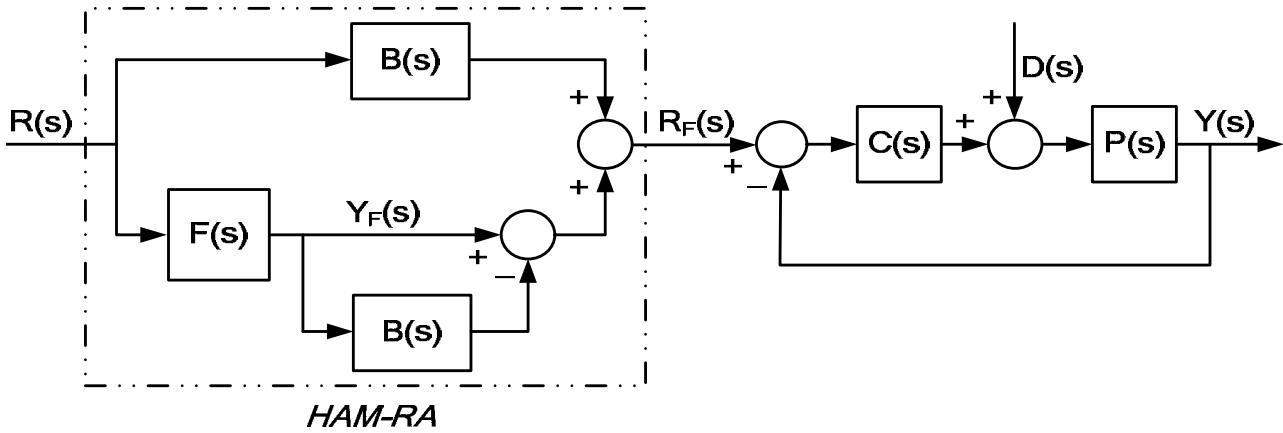 B(s)
D(s)
R(s)
+
R_F(s)
+
+
C(s)
+
P(s)
Y(s)
+
+
−
F(s)
Y_F(s)
+
−
B(s)
HAM-RA